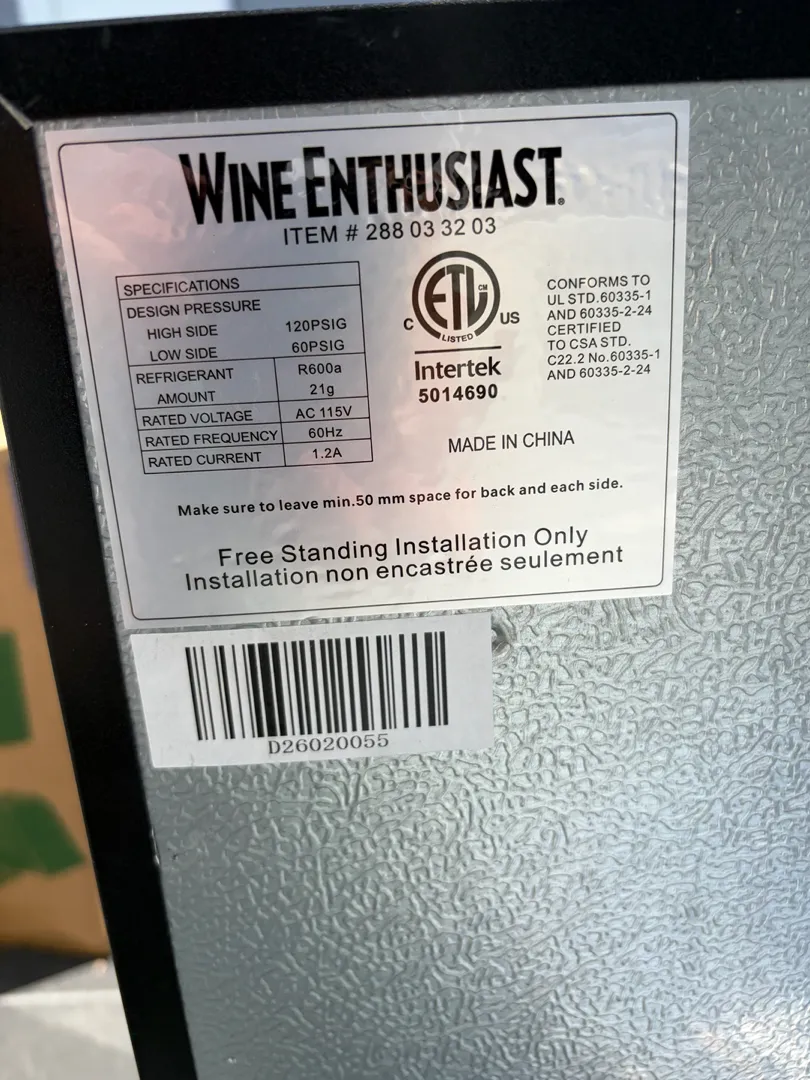 WINE ENTHUSIAST®
ITEM # 288 03 32 03
SPECIFICATIONS
DESIGN PRESSURE
HIGH SIDE 120PSIG
LOW SIDE 60PSIG
REFRIGERANT R600a
AMOUNT 21g
RATED VOLTAGE AC 115V
RATED FREQUENCY 60Hz
RATED CURRENT 1.2A
ETL CM
C US
LISTED
Intertek
5014690
CONFORMS TO
UL STD.60335-1
AND 60335-2-24
CERTIFIED
TO CSA STD.
C22.2 No.60335-1
AND 60335-2-24
MADE IN CHINA
Make sure to leave min.50 mm space for back and each side.
Free Standing Installation Only
Installation non encastrée seulement
D26020055